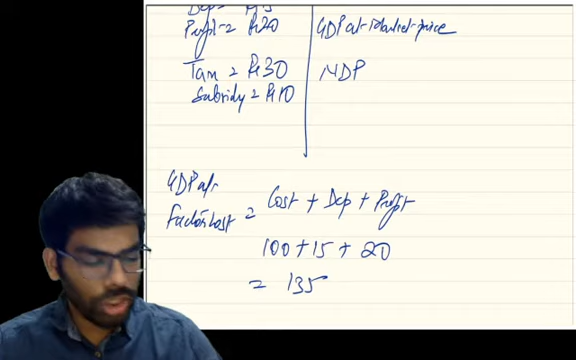 Profit = Rs 20
GDP at market price
Tax = Rs 30
NDP
Subsidy = Rs 10
GDP at
Factor cost = Cost + Dep + Profit
100 + 15 + 20
= 135